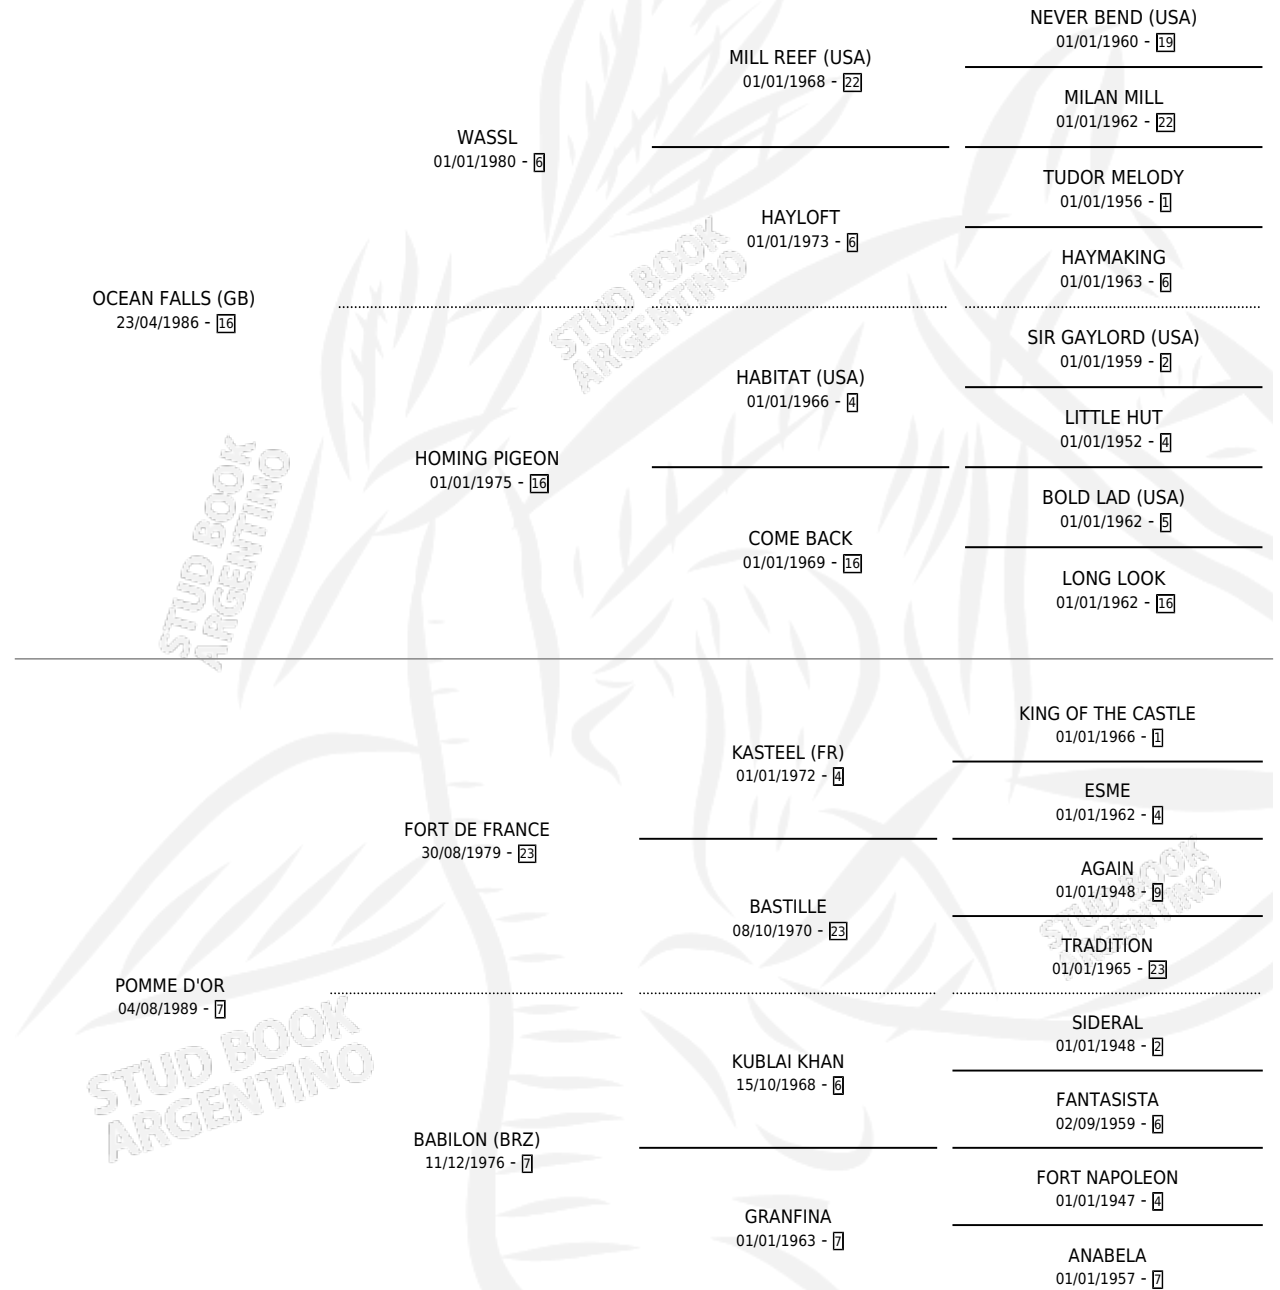 NEVER BEND (USA)
01/01/1960 - 19
MILL REEF (USA)
01/01/1968 - 22
MILAN MILL
01/01/1962 - 22
WASSL
01/01/1980 - 6
TUDOR MELODY
01/01/1956 - 1
HAYLOFT
01/01/1973 - 6
HAYMAKING
01/01/1963 - 6
OCEAN FALLS (GB)
23/04/1986 - 16
SIR GAYLORD (USA)
01/01/1959 - 2
HABITAT (USA)
01/01/1966 - 4
LITTLE HUT
01/01/1952 - 4
HOMING PIGEON
01/01/1975 - 16
BOLD LAD (USA)
01/01/1962 - 5
COME BACK
01/01/1969 - 16
LONG LOOK
01/01/1962 - 16
KING OF THE CASTLE
01/01/1966 - 1
KASTEEL (FR)
01/01/1972 - 4
ESME
01/01/1962 - 4
FORT DE FRANCE
30/08/1979 - 23
AGAIN
01/01/1948 - 9
BASTILLE
08/10/1970 - 23
TRADITION
01/01/1965 - 23
POMME D'OR
04/08/1989 - 7
SIDERAL
01/01/1948 - 2
KUBLAI KHAN
15/10/1968 - 6
FANTASISTA
02/09/1959 - 6
BABILON (BRZ)
11/12/1976 - 7
FORT NAPOLEON
01/01/1947 - 4
GRANFINA
01/01/1963 - 7
ANABELA
01/01/1957 - 7
STUD BOOK
ARGENTINO
STUD BOOK
ARGENTINO
STUD BOOK
ARGENTINO
STUD BOOK
ARGENTINO